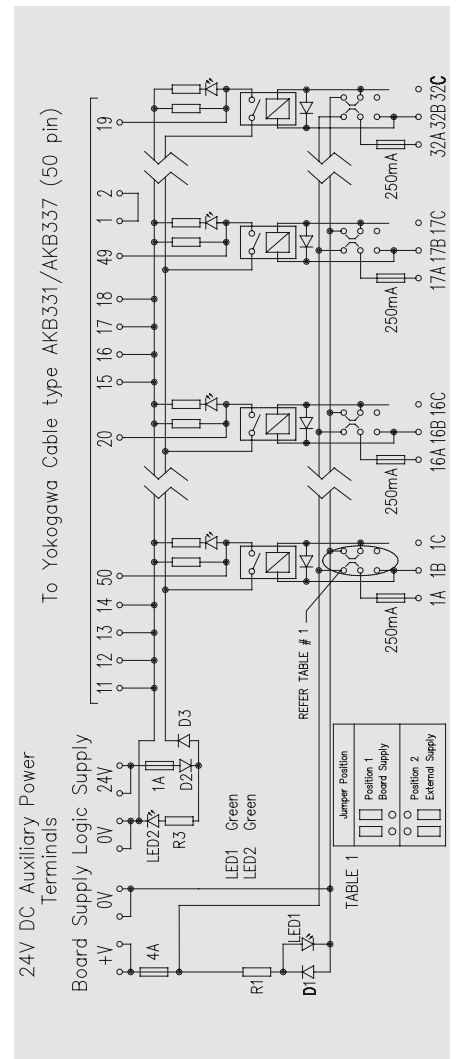 24V DC Auxiliary Power
Terminals
Board Supply Logic Supply
+V 0V 0V 24V
4A
R1
D1
LED1
LED2
R3
1A
D2
D3
LED1 Green
LED2 Green
TABLE 1
Jumper Position
Position 1
Board Supply
Position 2
External Supply
REFER TABLE # 1
To Yokogawa Cable type AKB331/AKB337 (50 pin)
11 12 13 14 50 20 15 16 17 18 49 1 2 19
250mA
1A 1B 1C
250mA
16A 16B 16C
250mA
17A 17B 17C
250mA
32A 32B 32C